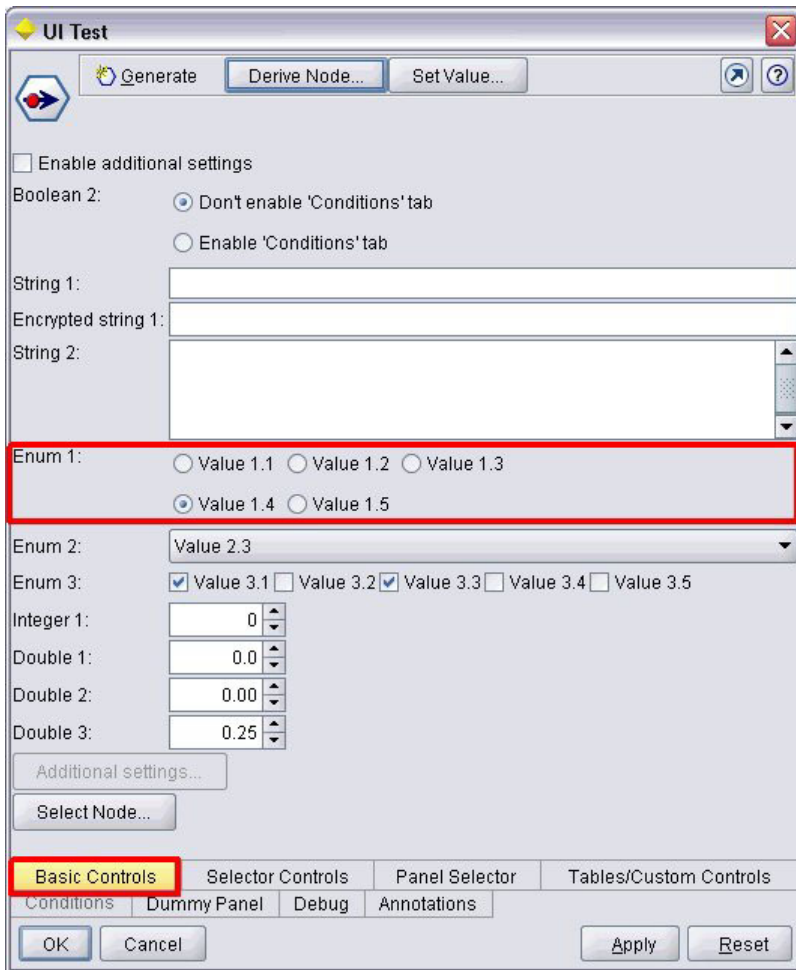 UI Test
Generate Derive Node... Set Value...
Enable additional settings
Boolean 2: Don't enable 'Conditions' tab
Enable 'Conditions' tab
String 1:
Encrypted string 1:
String 2:
Enum 1: Value 1.1 Value 1.2 Value 1.3
Value 1.4 Value 1.5
Enum 2: Value 2.3
Enum 3: Value 3.1 Value 3.2 Value 3.3 Value 3.4 Value 3.5
Integer 1: 0
Double 1: 0.0
Double 2: 0.00
Double 3: 0.25
Additional settings...
Select Node...
Basic Controls Selector Controls Panel Selector Tables/Custom Controls
Conditions Dummy Panel Debug Annotations
OK Cancel Apply Reset